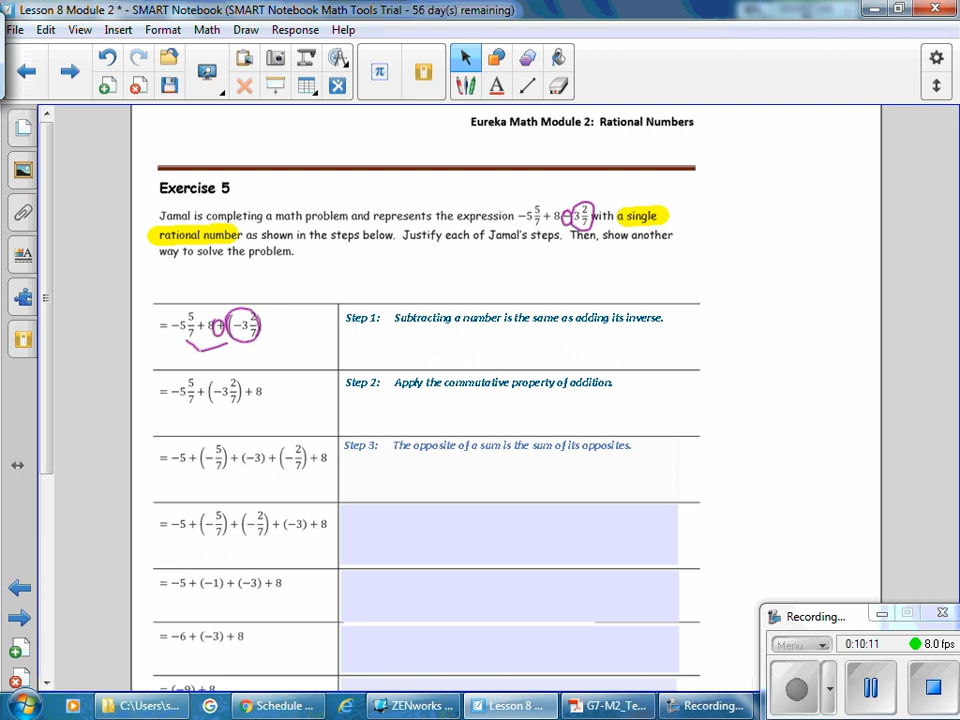 Lesson 8 Module 2 * - SMART Notebook (SMART Notebook Math Tools Trial - 56 day(s) remaining)
File Edit View Insert Format Math Draw Response Help
Eureka Math Module 2: Rational Numbers
Exercise 5
Jamal is completing a math problem and represents the expression −5 5/7 + 8 − 3 2/7 with a single
rational number as shown in the steps below. Justify each of Jamal's steps. Then, show another
way to solve the problem.
= −5 5/7 + 8 + (−3 2/7)
Step 1: Subtracting a number is the same as adding its inverse.
= −5 5/7 + (−3 2/7) + 8
Step 2: Apply the commutative property of addition.
= −5 + (−5/7) + (−3) + (−2/7) + 8
Step 3: The opposite of a sum is the sum of its opposites.
= −5 + (−5/7) + (−2/7) + (−3) + 8
= −5 + (−1) + (−3) + 8
= −6 + (−3) + 8
= (−9) + 8
Recording...
Menu
0:10:11
8.0 fps
C:\Users\s...
Schedule ...
ZENworks ...
Lesson 8 ...
G7-M2_Te...
Recording...